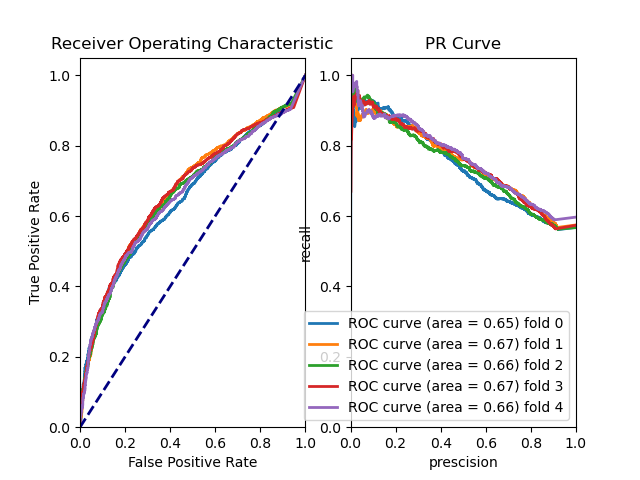 Receiver Operating Characteristic
1.0
0.8
0.6
0.4
0.2
0.0
True Positive Rate
0.0 0.2 0.4 0.6 0.8 1.0
False Positive Rate
PR Curve
1.0
0.8
0.6
0.2
0.0
recall
ROC curve (area = 0.65) fold 0
ROC curve (area = 0.67) fold 1
ROC curve (area = 0.66) fold 2
ROC curve (area = 0.67) fold 3
ROC curve (area = 0.66) fold 4
0.0 0.2 0.4 0.6 0.8 1.0
prescision